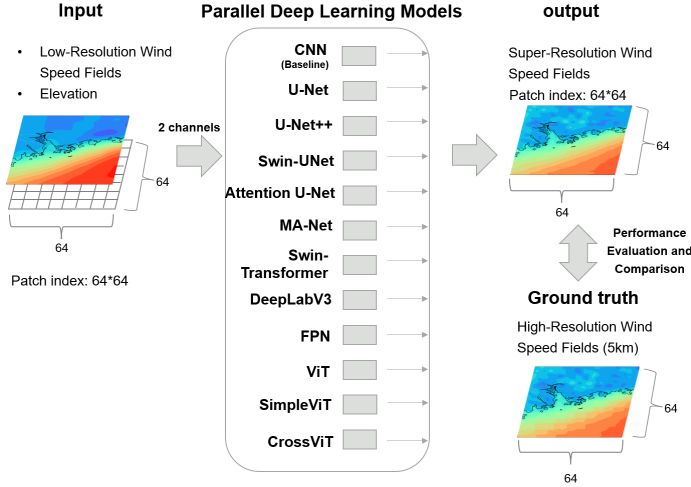 Input
• Low-Resolution Wind
Speed Fields
• Elevation
64
64
Patch index: 64*64
2 channels
Parallel Deep Learning Models
CNN
(Baseline)
U-Net
U-Net++
Swin-UNet
Attention U-Net
MA-Net
Swin-
Transformer
DeepLabV3
FPN
ViT
SimpleViT
CrossViT
output
Super-Resolution Wind
Speed Fields
Patch index: 64*64
64
64
Performance
Evaluation and
Comparison
Ground truth
High-Resolution Wind
Speed Fields (5km)
64
64